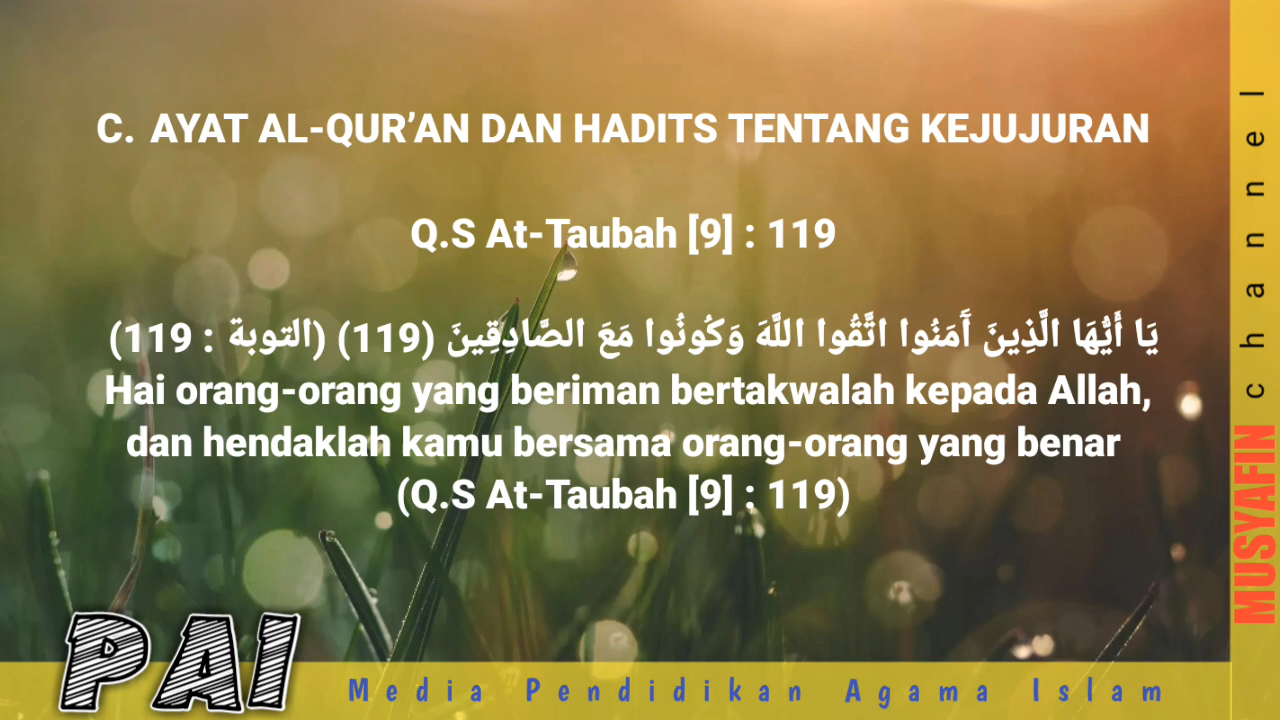 C. AYAT AL-QUR’AN DAN HADITS TENTANG KEJUJURAN
Q.S At-Taubah [9] : 119
يَا أَيُّهَا الَّذِينَ أَمَنُوا اتَّقُوا اللَّهَ وَكُونُوا مَعَ الصَّادِقِينَ (119) (التوبة : 119)
Hai orang-orang yang beriman bertakwalah kepada Allah,
dan hendaklah kamu bersama orang-orang yang benar
(Q.S At-Taubah [9] : 119)
PAI
Media Pendidikan Agama Islam
MUSYAFIN channel